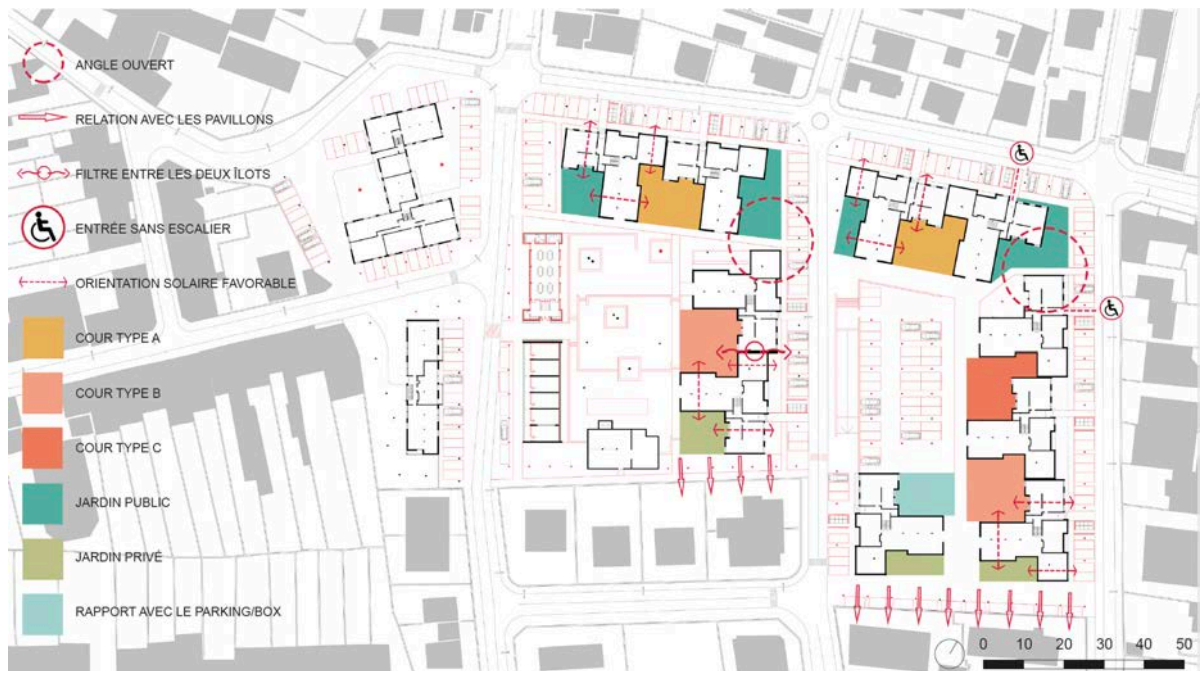 ANGLE OUVERT
RELATION AVEC LES PAVILLONS
FILTRE ENTRE LES DEUX ÎLOTS
ENTRÉE SANS ESCALIER
ORIENTATION SOLAIRE FAVORABLE
COUR TYPE A
COUR TYPE B
COUR TYPE C
JARDIN PUBLIC
JARDIN PRIVÉ
RAPPORT AVEC LE PARKING/BOX
0 10 20 30 40 50